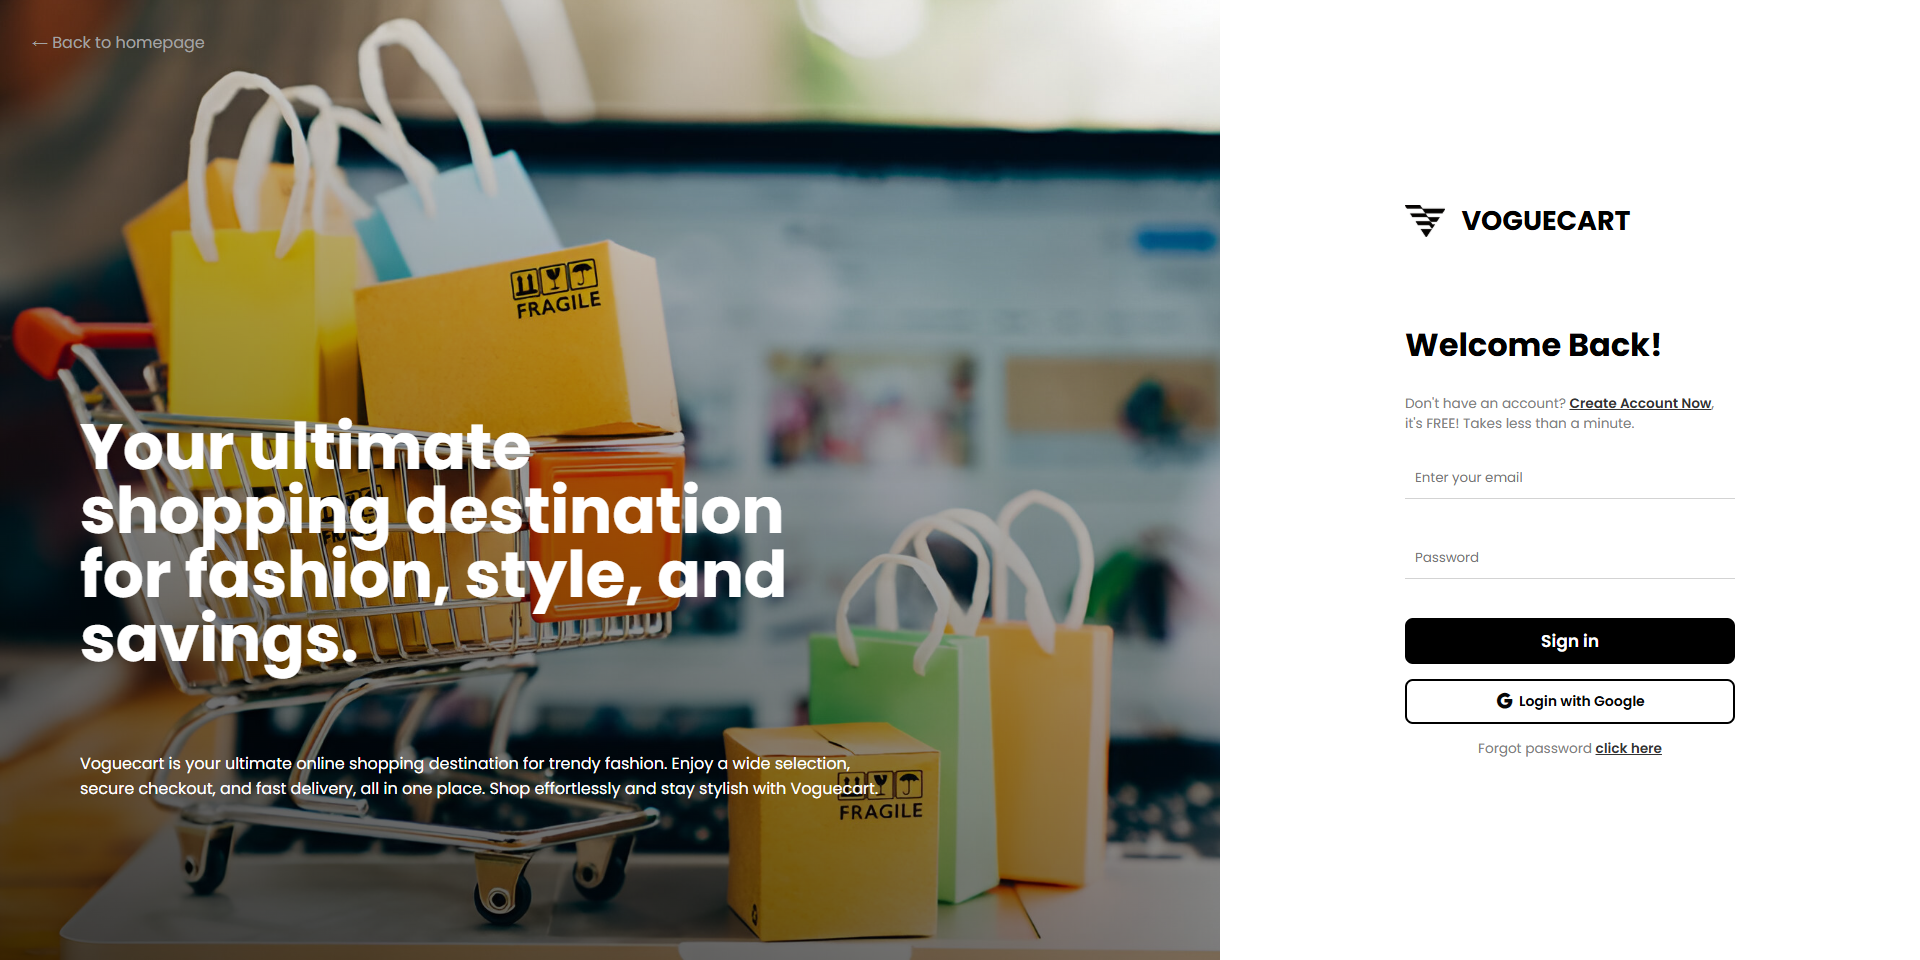 ← Back to homepage
FRAGILE
Your ultimate
shopping destination
for fashion, style, and
savings.
Voguecart is your ultimate online shopping destination for trendy fashion. Enjoy a wide selection,
secure checkout, and fast delivery, all in one place. Shop effortlessly and stay stylish with Voguecart.
FRAGILE
VOGUECART
Welcome Back!
Don't have an account? Create Account Now,
it's FREE! Takes less than a minute.
Enter your email
Password
Sign in
Login with Google
Forgot password click here